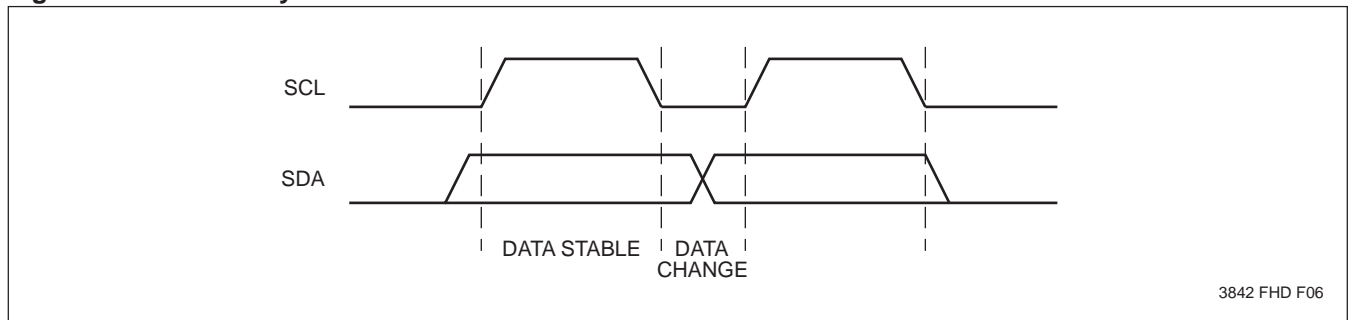 SCL
SDA
DATA STABLE
DATA
CHANGE
3842 FHD F06